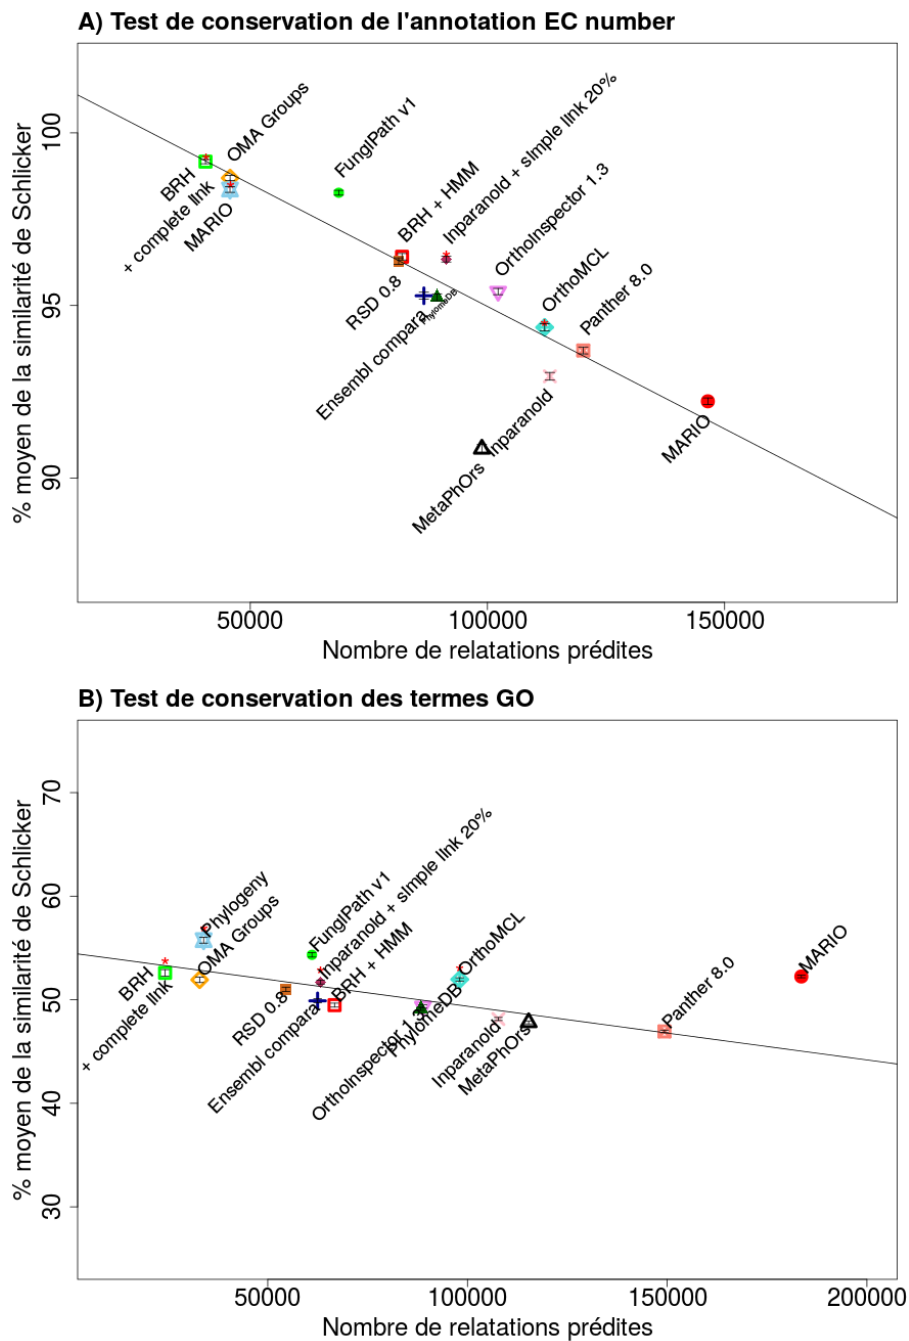 A) Test de conservation de l'annotation EC number
% moyen de la similarité de Schlicker
100
95
90
BRH
+ complete link
OMA Groups
MARIO
FungiPath v1
BRH + HMM
Inparanoid + simple link 20%
OrthoInspector 1.3
RSD 0.8
Ensembl compara
PhylomeDB
OrthoMCL
Panther 8.0
Inparanoid
MetaPhOrs
MARIO
50000
100000
150000
Nombre de relatations prédites
B) Test de conservation des termes GO
% moyen de la similarité de Schlicker
70
60
50
40
30
BRH
+ complete link
Phylogeny
OMA Groups
FungiPath v1
Inparanoid + simple link 20%
BRH + HMM
RSD 0.8
Ensembl compara
OrthoInspector 1.3
PhylomeDB
OrthoMCL
Inparanoid
MetaPhOrs
Panther 8.0
MARIO
50000
100000
150000
200000
Nombre de relatations prédites